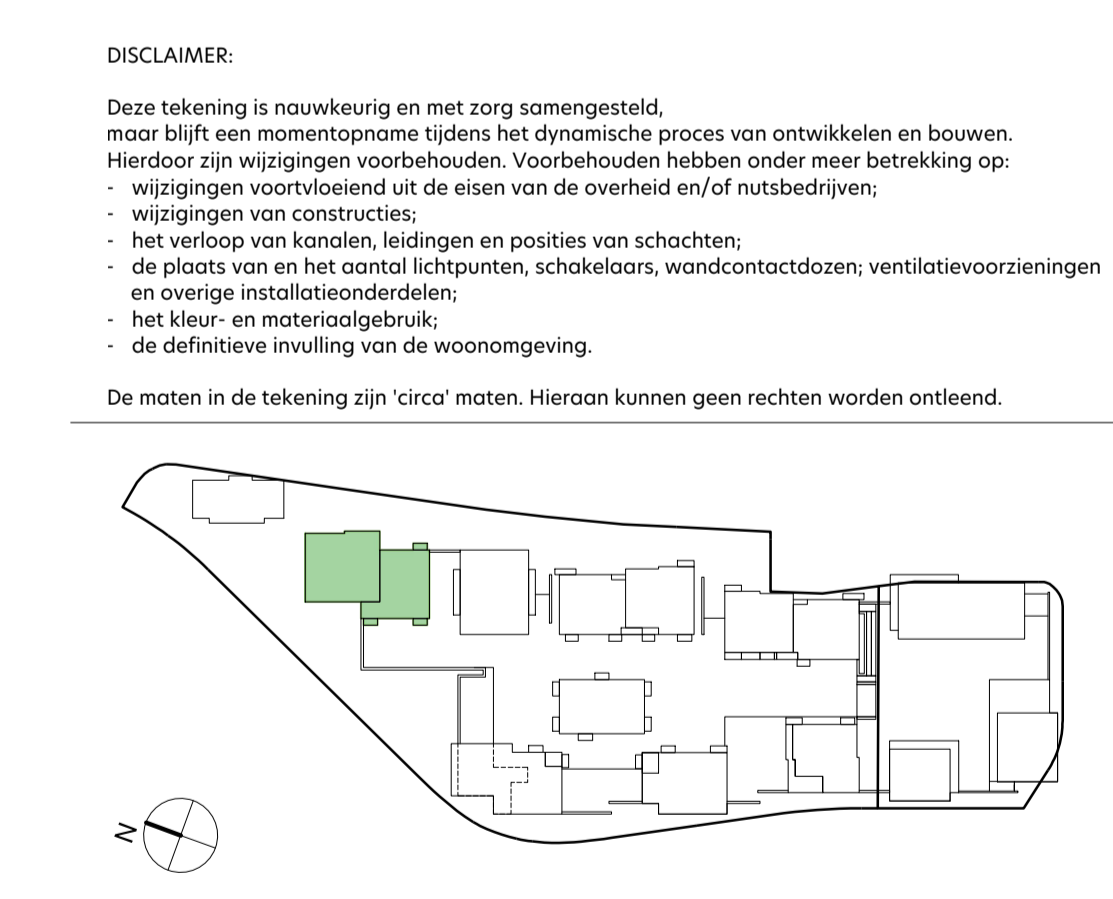 DISCLAIMER:
Deze tekening is nauwkeurig en met zorg samengesteld,
maar blijft een momentopname tijdens het dynamische proces van ontwikkelen en bouwen.
Hierdoor zijn wijzigingen voorbehouden. Voorbehouden hebben onder meer betrekking op:
- wijzigingen voortvloeiend uit de eisen van de overheid en/of nutsbedrijven;
- wijzigingen van constructies;
- het verloop van kanalen, leidingen en posities van schachten;
- de plaats van en het aantal lichtpunten, schakelaars, wandcontactdozen; ventilatievoorzieningen
en overige installatieonderdelen;
- het kleur- en materiaalgebruik;
- de definitieve invulling van de woonomgeving.
De maten in de tekening zijn 'circa' maten. Hieraan kunnen geen rechten worden ontleend.
N